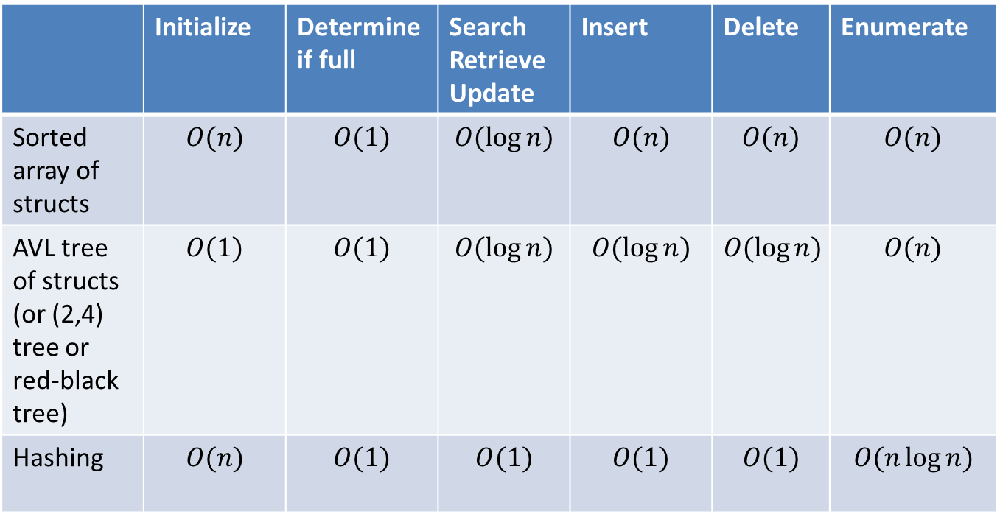 Initialize
Determine
if full
Search
Retrieve
Update
Insert
Delete
Enumerate
Sorted
array of
structs
O(n)
O(1)
O(log n)
O(n)
O(n)
O(n)
AVL tree
of structs
(or (2,4)
tree or
red-black
tree)
O(1)
O(1)
O(log n)
O(log n)
O(log n)
O(n)
Hashing
O(n)
O(1)
O(1)
O(1)
O(1)
O(n log n)